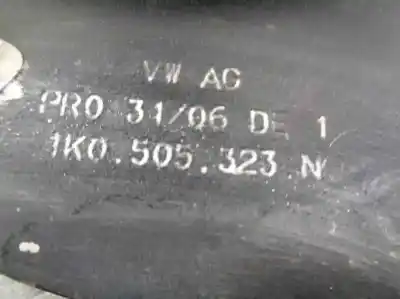 VW AG
PRO 31/06 DE 1
1K0.505.323.N